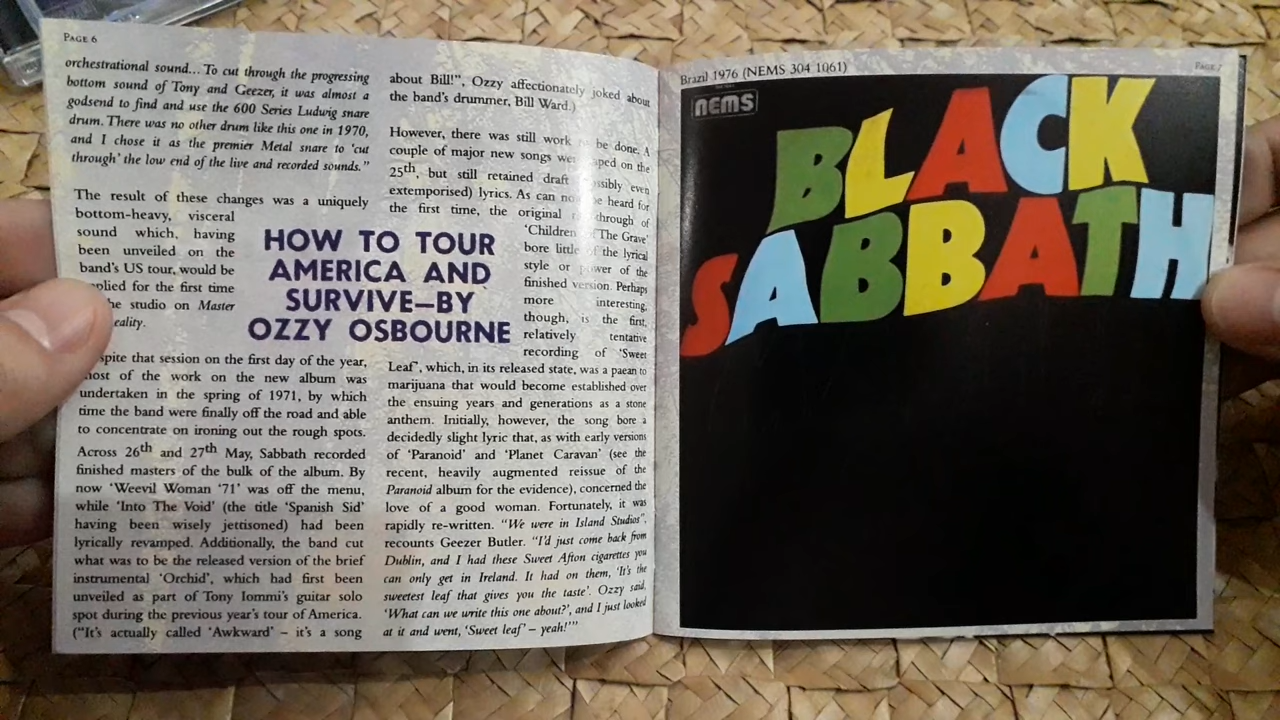 PAGE 6
orchestrational sound... To cut through the progressing
bottom sound of Tony and Geezer, it was almost a
godsend to find and use the 600 Series Ludwig snare
drum. There was no other drum like this one in 1970,
and I chose it as the premier Metal snare to 'cut
through' the low end of the live and recorded sounds."
The result of these changes was a uniquely
bottom-heavy, visceral
sound which, having
been unveiled on the
band's US tour, would be
plied for the first time
he studio on Master
eality.
spite that session on the first day of the year,
most of the work on the new album was
undertaken in the spring of 1971, by which
time the band were finally off the road and able
to concentrate on ironing out the rough spots.
Across 26th and 27th May, Sabbath recorded
finished masters of the bulk of the album. By
now 'Weevil Woman '71' was off the menu,
while 'Into The Void' (the title 'Spanish Sid'
having been wisely jettisoned) had been
lyrically revamped. Additionally, the band cut
what was to be the released version of the brief
instrumental 'Orchid', which had first been
unveiled as part of Tony Iommi's guitar solo
spot during the previous year's tour of America.
("It's actually called 'Awkward' – it's a song
HOW TO TOUR
AMERICA AND
SURVIVE—BY
OZZY OSBOURNE
about Bill!", Ozzy affectionately joked about
the band's drummer, Bill Ward.)
However, there was still work to be done. A
couple of major new songs were taped on the
25th, but still retained draft (possibly even
extemporised) lyrics. As can now be heard for
the first time, the original run-through of
'Children Of The Grave'
bore little of the lyrical
style or power of the
finished version. Perhaps
more interesting,
though, is the first,
relatively tentative
recording of 'Sweet
Leaf', which, in its released state, was a paean to
marijuana that would become established over
the ensuing years and generations as a stone
anthem. Initially, however, the song bore a
decidedly slight lyric that, as with early versions
of 'Paranoid' and 'Planet Caravan' (see the
recent, heavily augmented reissue of the
Paranoid album for the evidence), concerned the
love of a good woman. Fortunately, it was
rapidly re-written. "We were in Island Studios",
recounts Geezer Butler. "I'd just come back from
Dublin, and I had these Sweet Afton cigarettes you
can only get in Ireland. It had on them, 'It's the
sweetest leaf that gives you the taste'. Ozzy said,
'What can we write this one about?', and I just looked
at it and went, 'Sweet leaf' – yeah!'"
Brazil 1976 (NEMS 304 1061)
PAGE 7
NEMS
BLACK
SABBATH